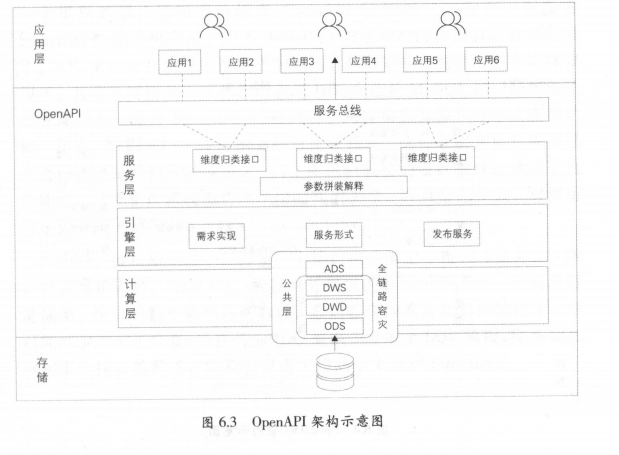 应用层
应用1 应用2 应用3 应用4 应用5 应用6
OpenAPI
服务总线
服务层
维度归类接口 维度归类接口 维度归类接口
参数拼装解释
引擎层
需求实现 服务形式 发布服务
计算层
公共层
ADS
DWS
DWD
ODS
全链路容灾
存储
图 6.3 OpenAPI 架构示意图